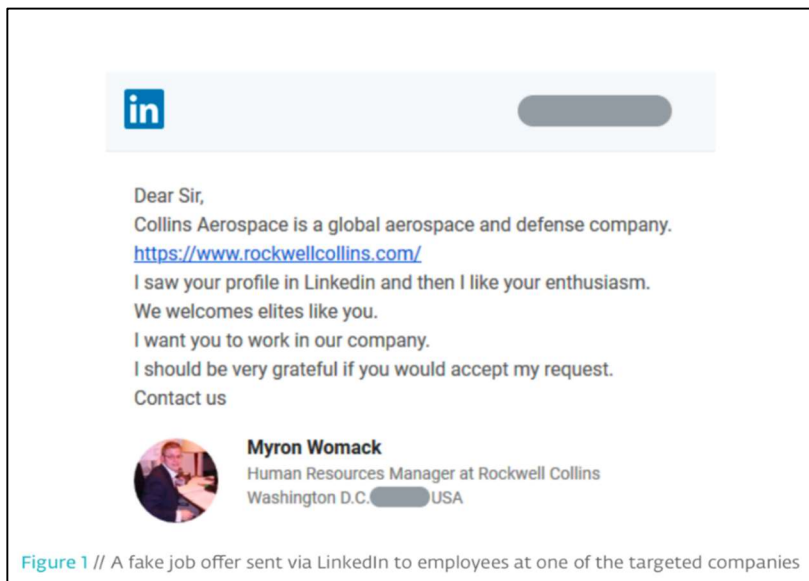 in
Dear Sir,
Collins Aerospace is a global aerospace and defense company.
https://www.rockwellcollins.com/
I saw your profile in Linkedin and then I like your enthusiasm.
We welcomes elites like you.
I want you to work in our company.
I should be very grateful if you would accept my request.
Contact us
Myron Womack
Human Resources Manager at Rockwell Collins
Washington D.C. USA
Figure 1 // A fake job offer sent via LinkedIn to employees at one of the targeted companies